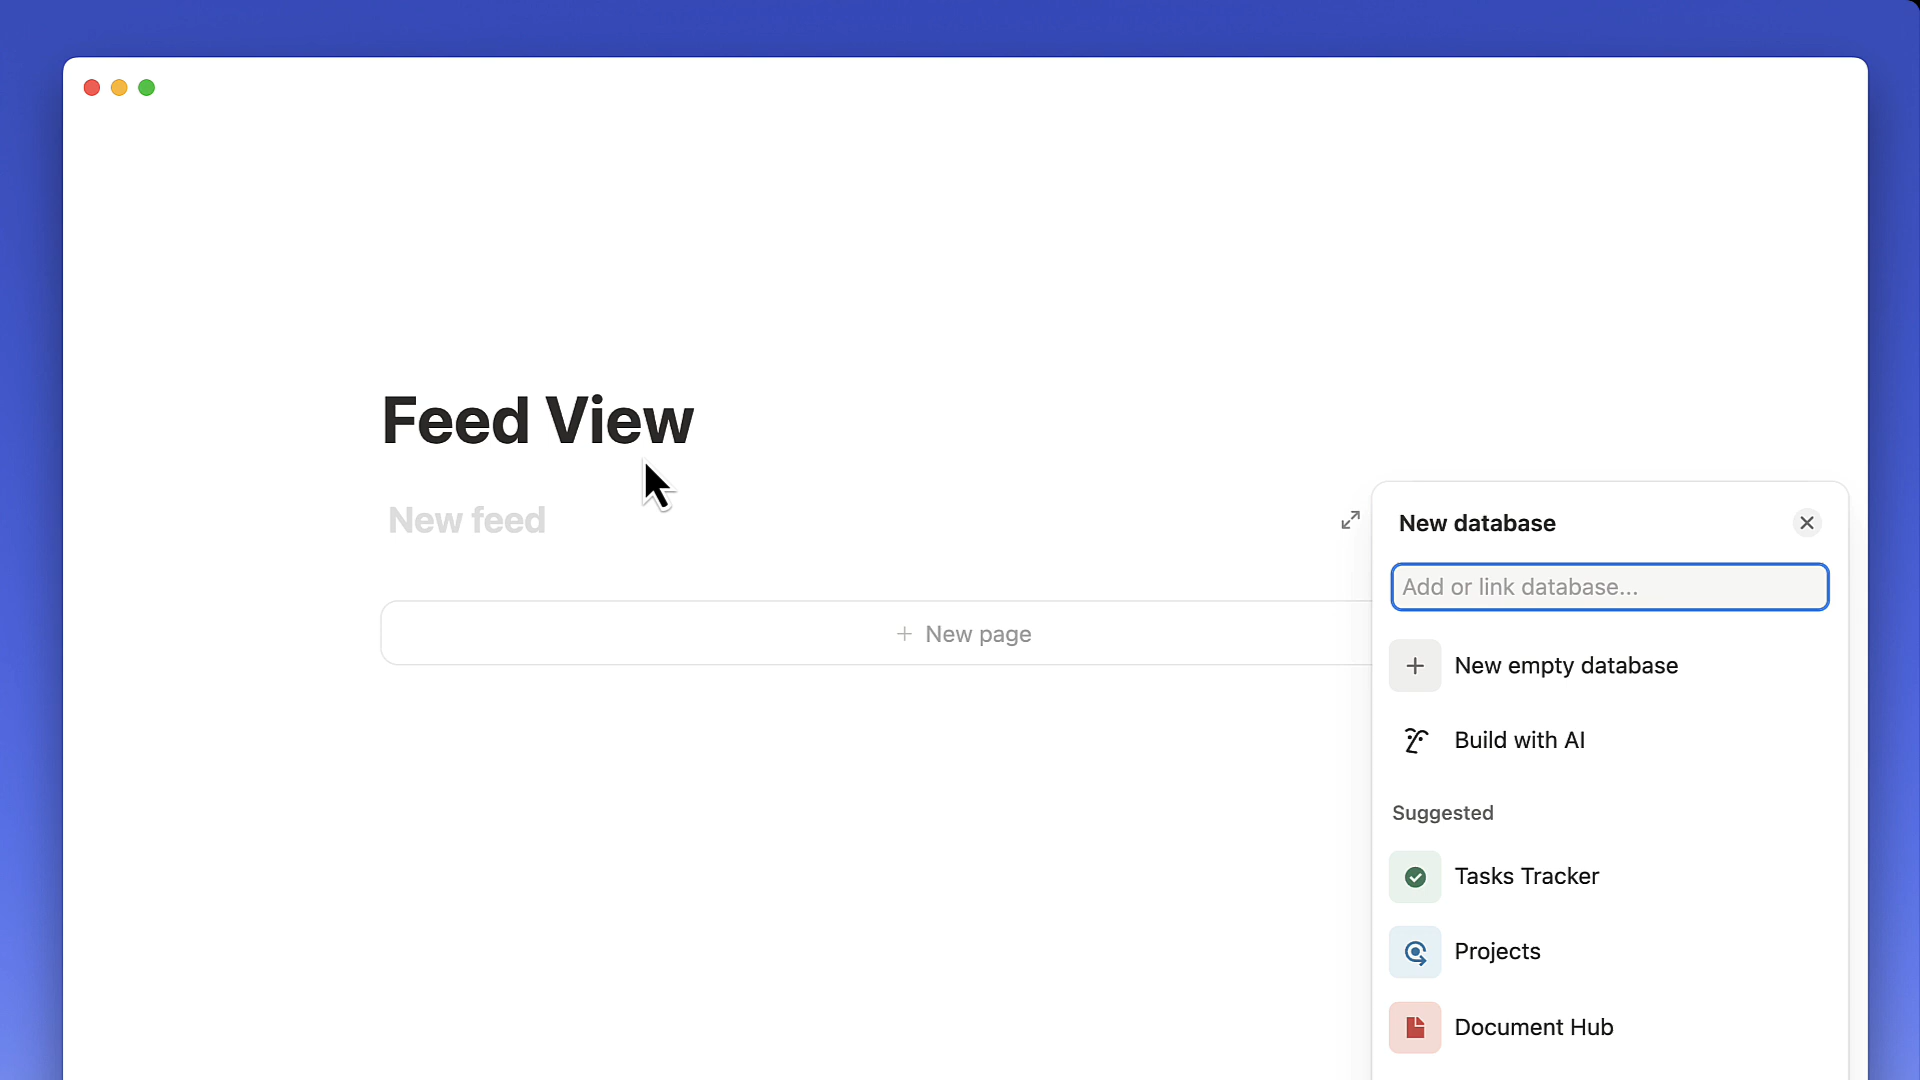 Feed View
New feed
New page
New database
Add or link database...
New empty database
Build with AI
Suggested
Tasks Tracker
Projects
Document Hub